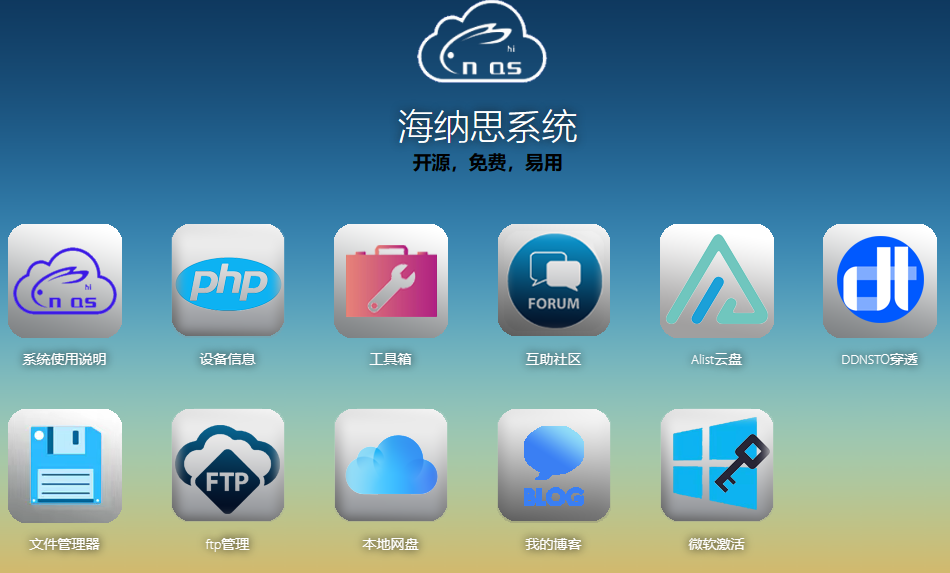 hi
n as
海纳思系统
开源，免费，易用
hi
n as
php
FORUM
dt
系统使用说明
设备信息
工具箱
互助社区
Alist云盘
DDNSTO穿透
FTP
BLOG
文件管理器
ftp管理
本地网盘
我的博客
微软激活